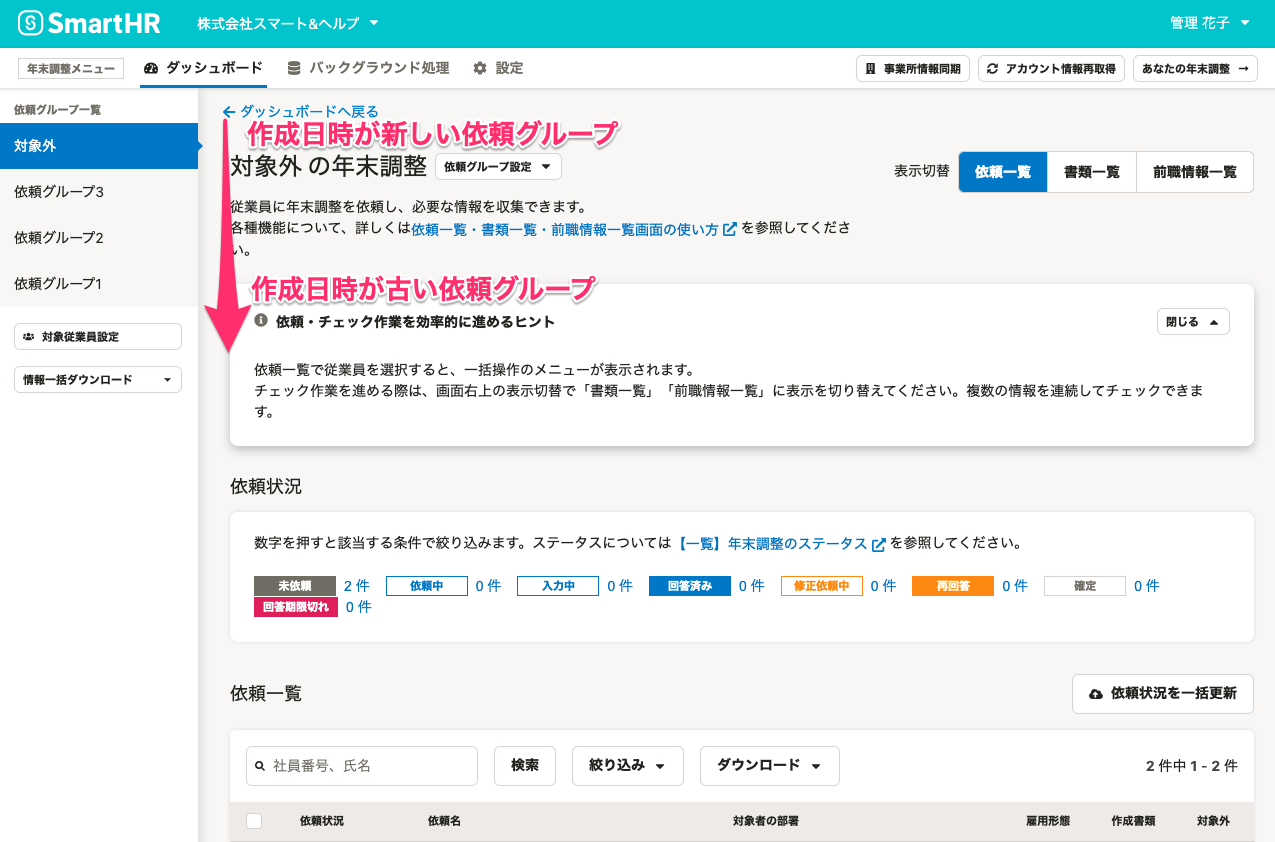 SmartHR 株式会社スマート&ヘルプ 管理 花子
年末調整メニュー ダッシュボード バックグラウンド処理 設定 事業所情報同期 アカウント情報再取得 あなたの年末調整 →
依頼グループ一覧
対象外
依頼グループ3
依頼グループ2
依頼グループ1
対象従業員設定
情報一括ダウンロード
← ダッシュボードへ戻る
作成日時が新しい依頼グループ
対象外 の年末調整 依頼グループ設定
表示切替 依頼一覧 書類一覧 前職情報一覧
従業員に年末調整を依頼し、必要な情報を収集できます。
各種機能について、詳しくは依頼一覧・書類一覧・前職情報一覧画面の使い方 を参照してくださ
い。
作成日時が古い依頼グループ
依頼・チェック作業を効率的に進めるヒント 閉じる
依頼一覧で従業員を選択すると、一括操作のメニューが表示されます。
チェック作業を進める際は、画面右上の表示切替で「書類一覧」「前職情報一覧」に表示を切り替えてください。複数の情報を連続してチェックできま
す。
依頼状況
数字を押すと該当する条件で絞り込みます。ステータスについては【一覧】年末調整のステータス を参照してください。
未依頼 2 件 依頼中 0 件 入力中 0 件 回答済み 0 件 修正依頼中 0 件 再回答 0 件 確定 0 件
回答期限切れ 0 件
依頼一覧 依頼状況を一括更新
社員番号、氏名 検索 絞り込み ダウンロード 2 件中 1 - 2 件
依頼状況 依頼名 対象者の部署 雇用形態 作成書類 対象外